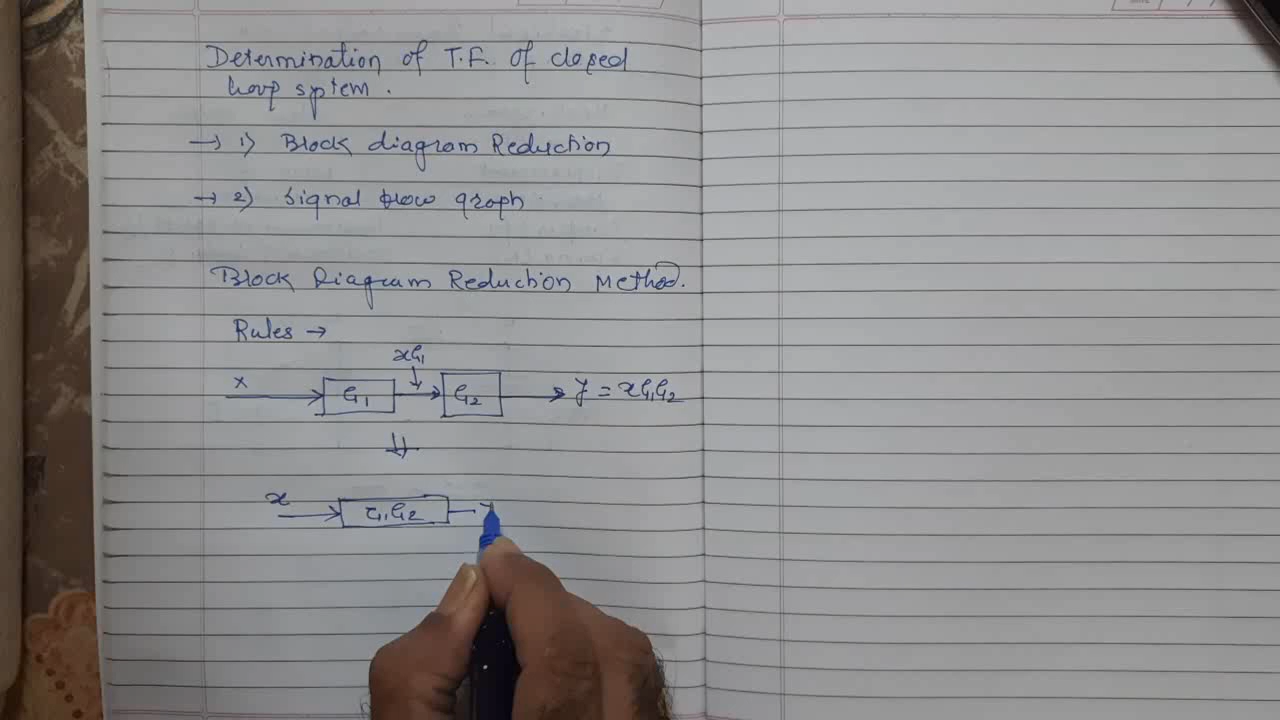 Determination of T.F. of closed
loop system.
→ 1) Block diagram Reduction
→ 2) Signal flow graph
Block Diagram Reduction Method.
Rules →
xG1
x G1 G2 y = xG1G2
x G1G2